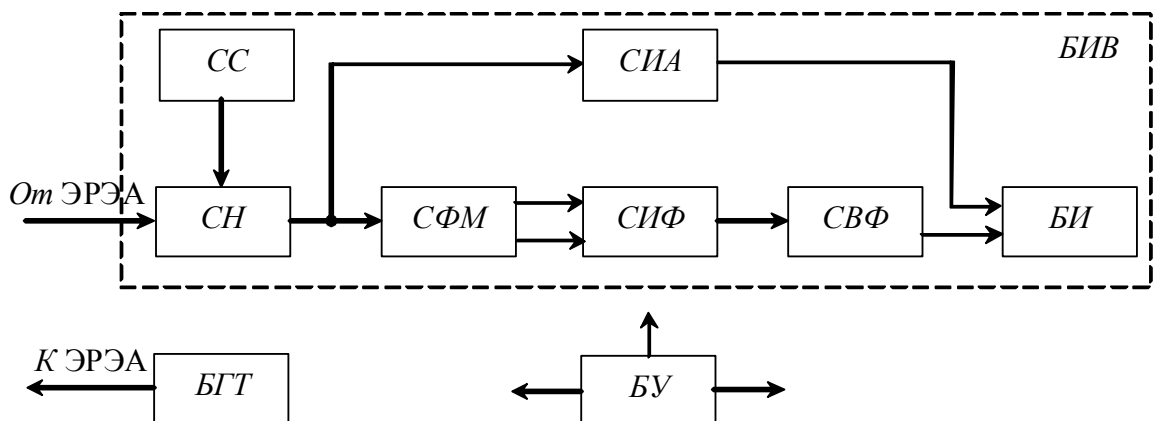 СС
СИА
БИВ
От ЭРЭА
СН
СФМ
СИФ
СВФ
БИ
К ЭРЭА
БГТ
БУ